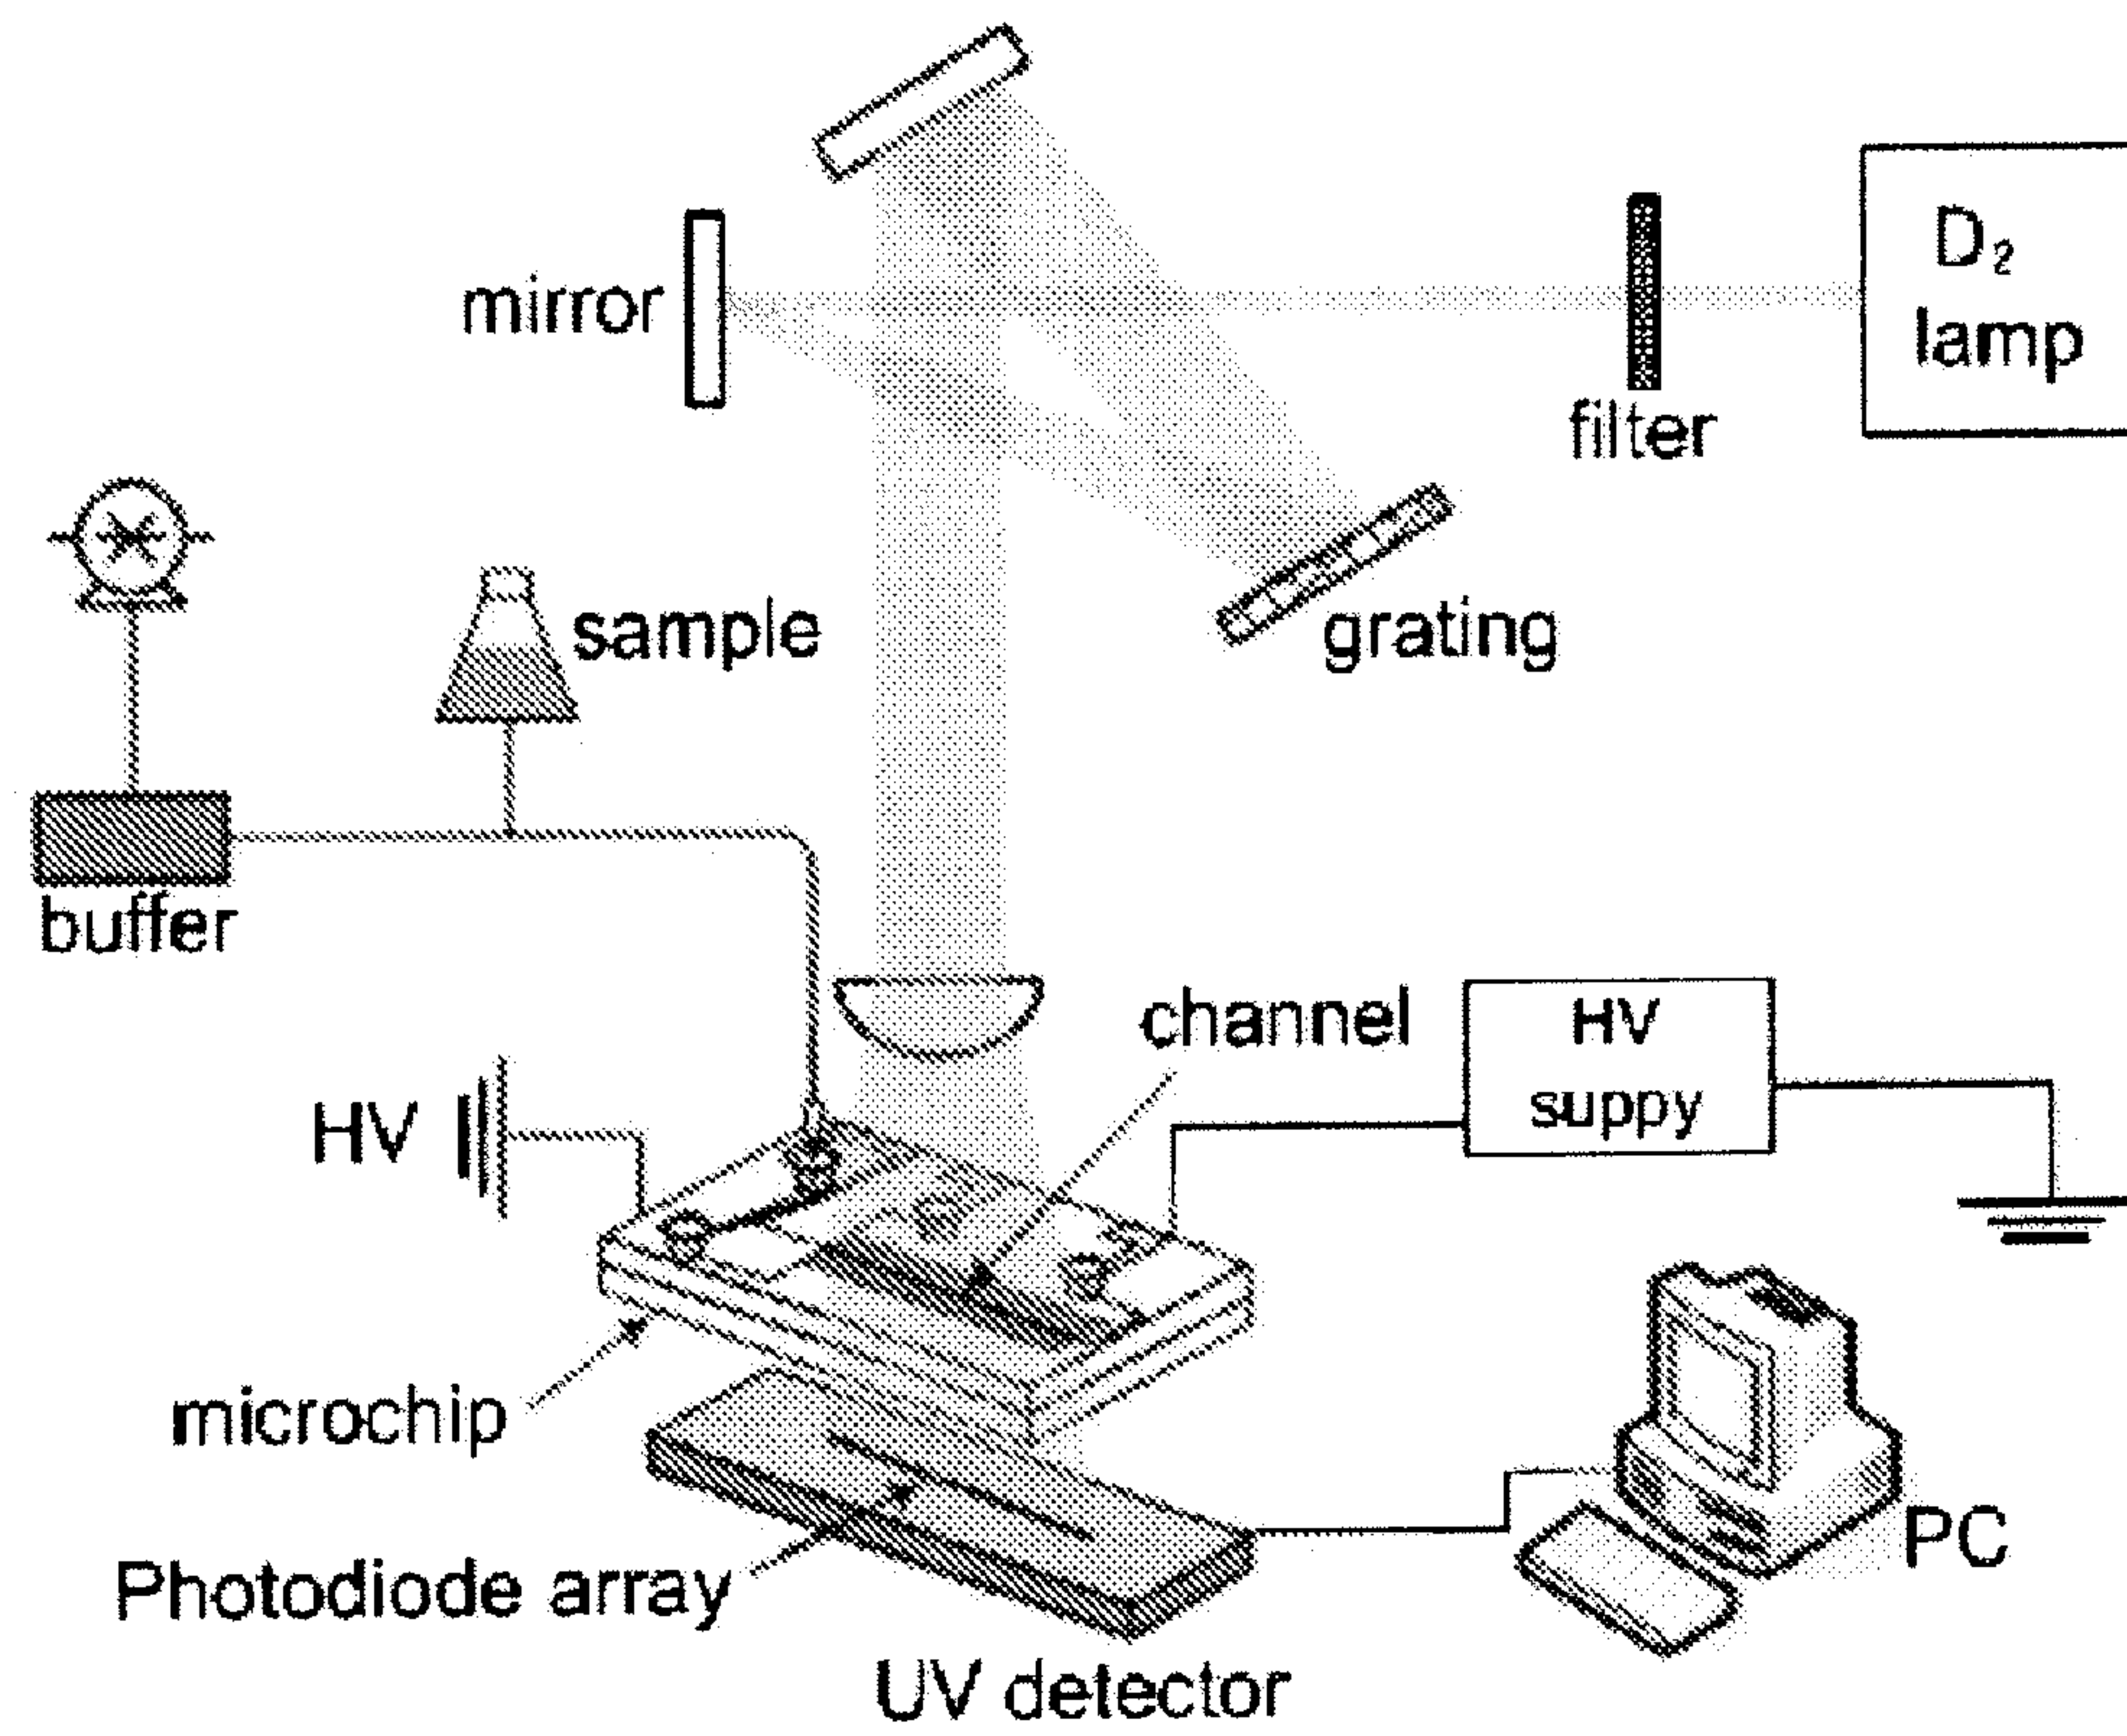 D₂
lamp
mirror
filter
sample
grating
buffer
channel
HV
suppy
HV
microchip
Photodiode array
PC
UV detector